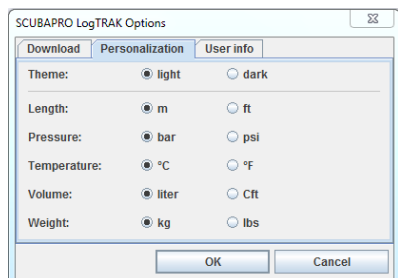 SCUBAPRO LogTRAK Options
Download Personalization User info
Theme: light dark
Length: m ft
Pressure: bar psi
Temperature: °C °F
Volume: liter Cft
Weight: kg lbs
OK Cancel